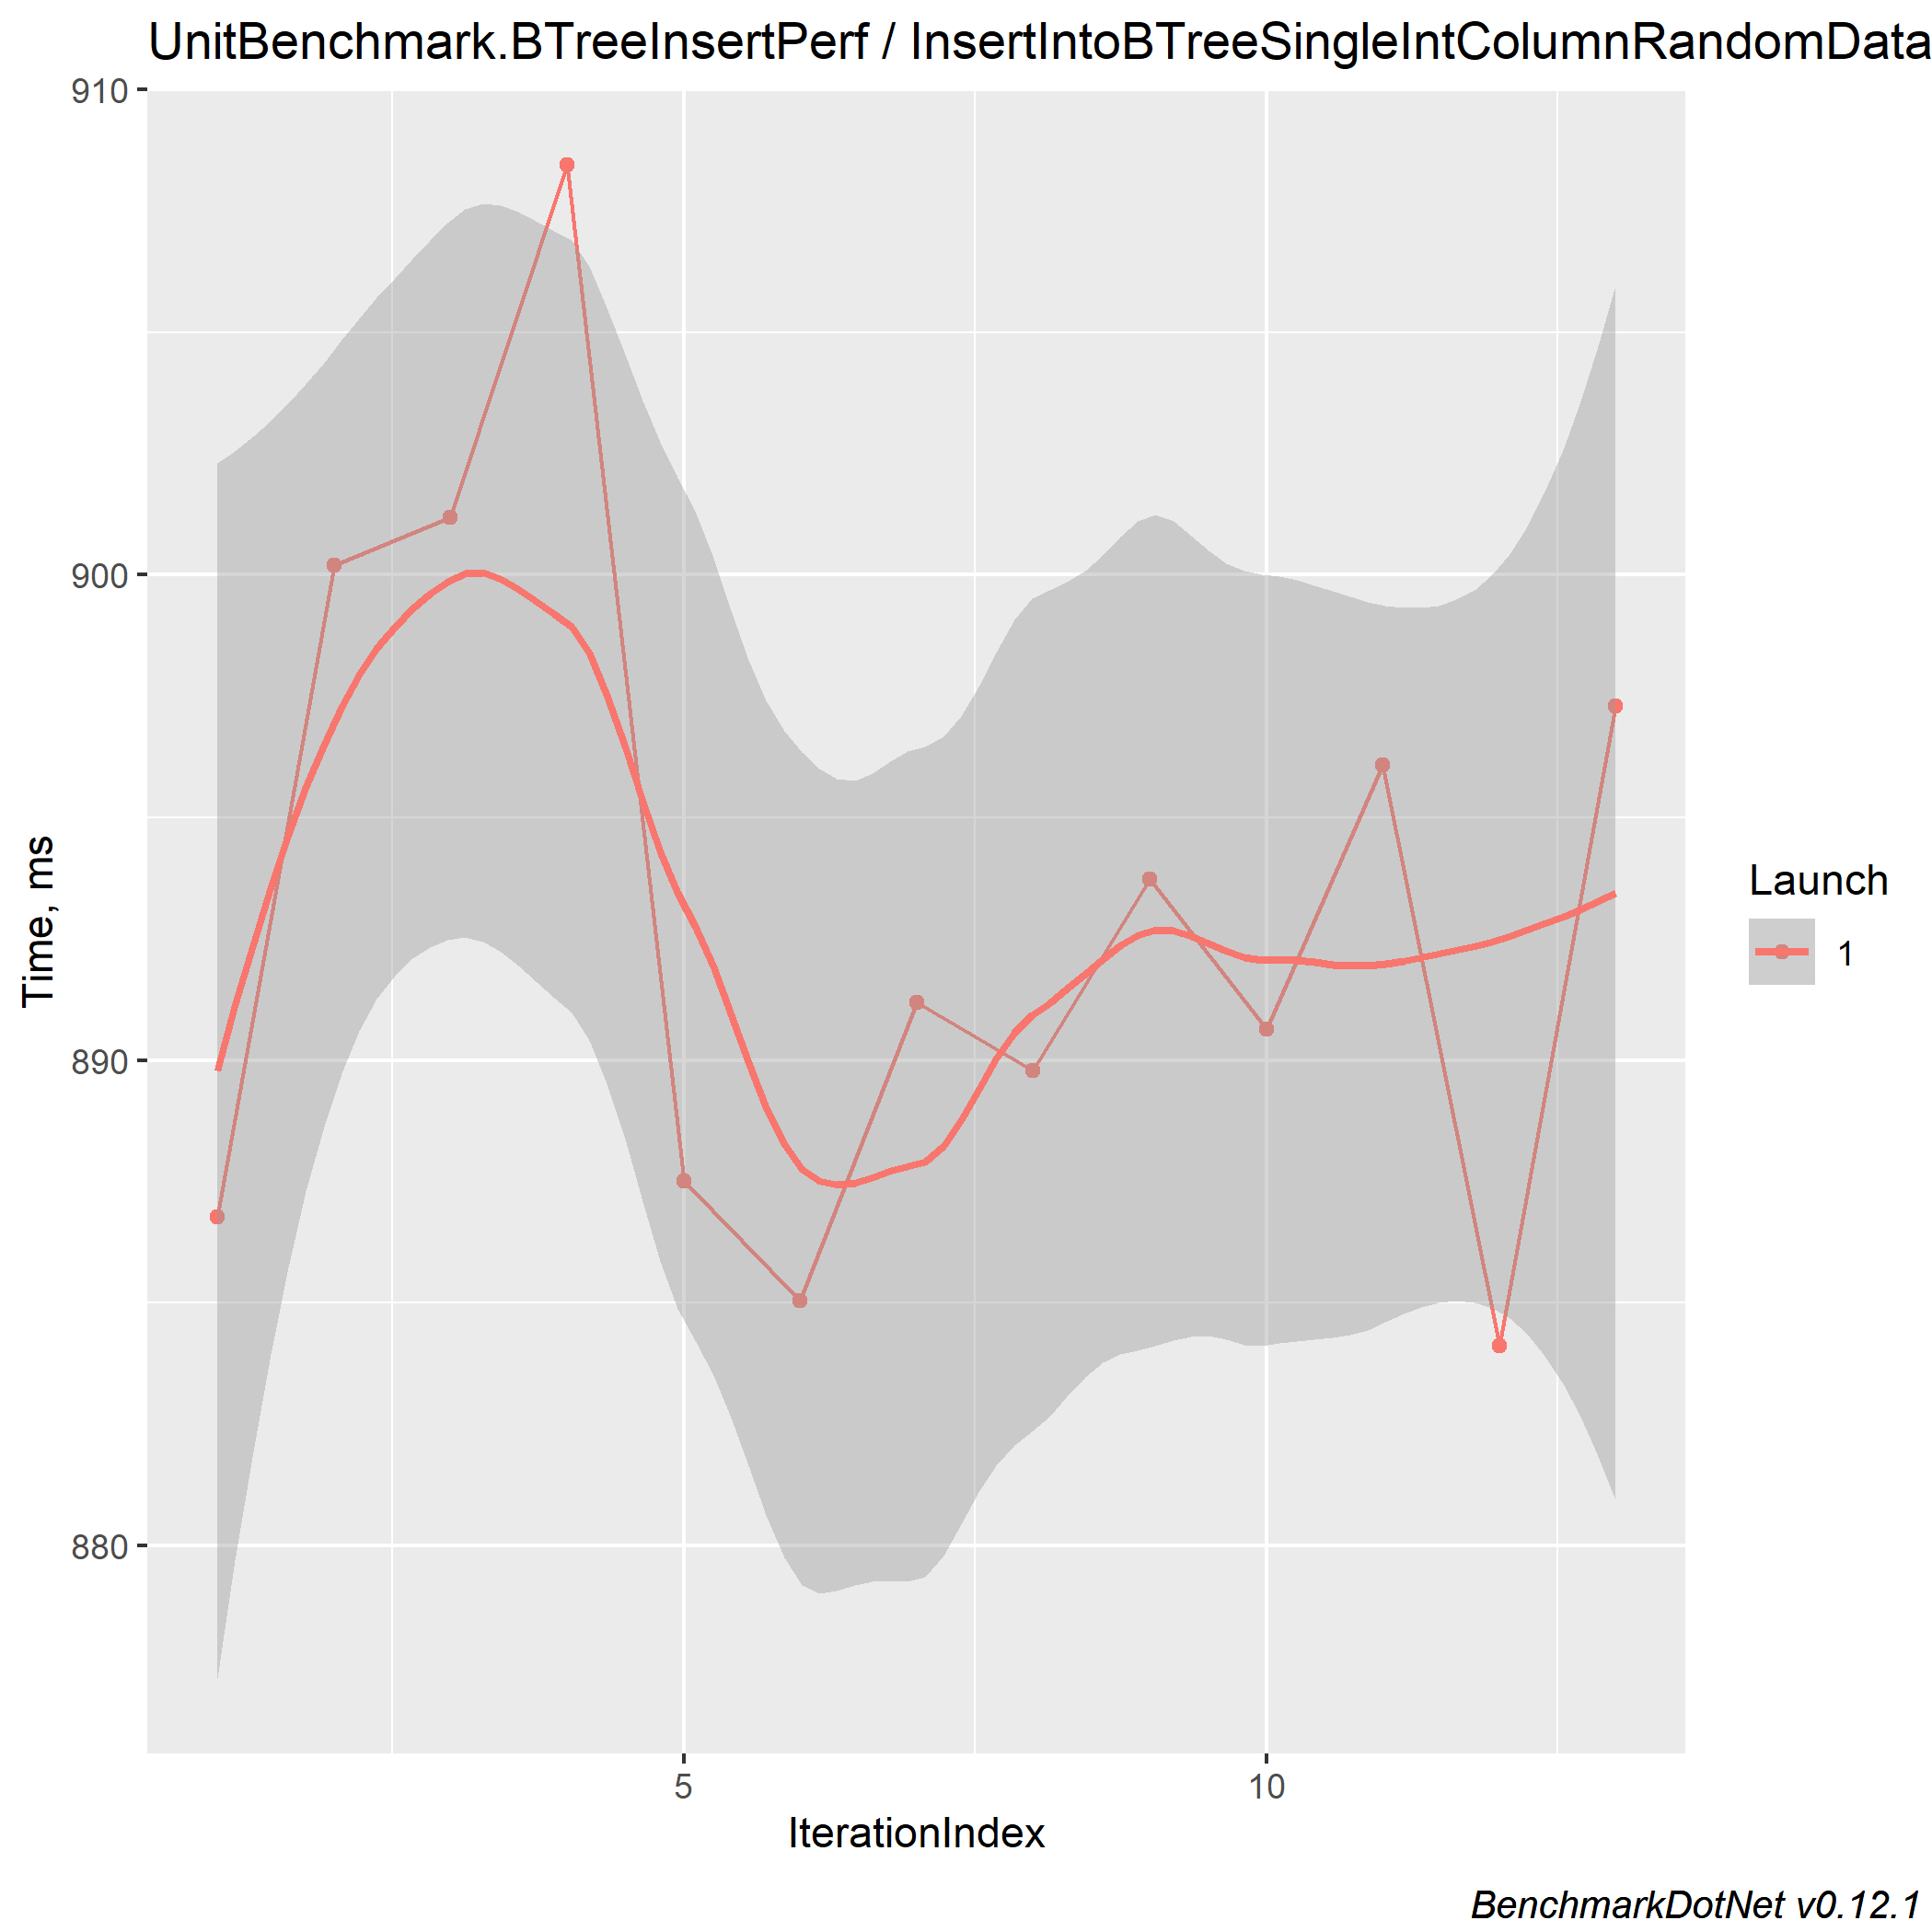 UnitBenchmark.BTreeInsertPerf / InsertIntoBTreeSingleIntColumnRandomData
910
900
890
880
Time, ms
5
10
IterationIndex
Launch
1
BenchmarkDotNet v0.12.1